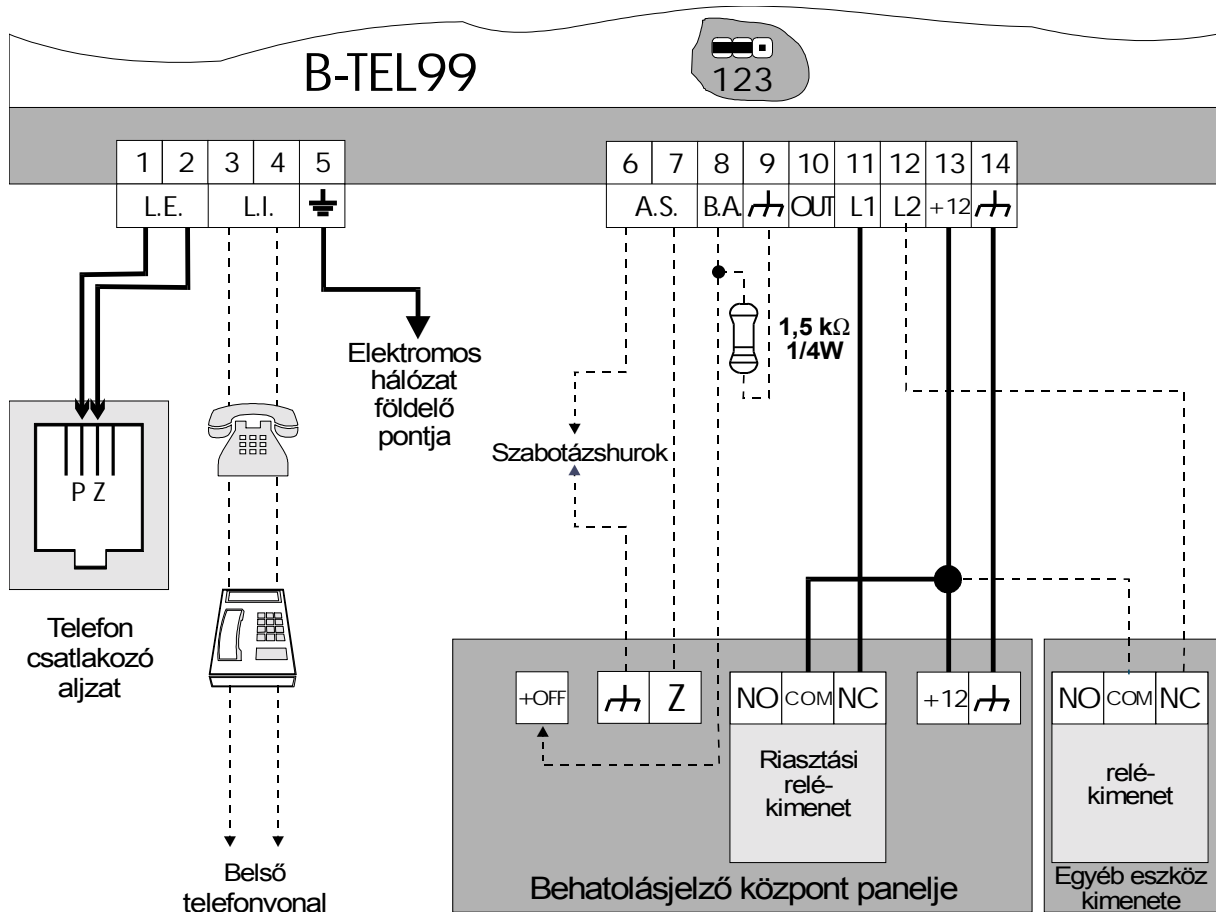 B-TEL99
123
1 2 3 4 5
L.E. L.I.
6 7 8 9 10 11 12 13 14
A.S. B.A. OUT L1 L2 +12
1,5 kΩ
1/4W
Elektromos
hálózat
földelő
pontja
Szabotázshurok
P Z
Telefon
csatlakozó
aljzat
+OFF Z NO COM NC +12
NO COM NC
Riasztási
relé-
kimenet
relé-
kimenet
Belső
telefonvonal
Behatolásjelző központ panelje
Egyéb eszköz
kimenete